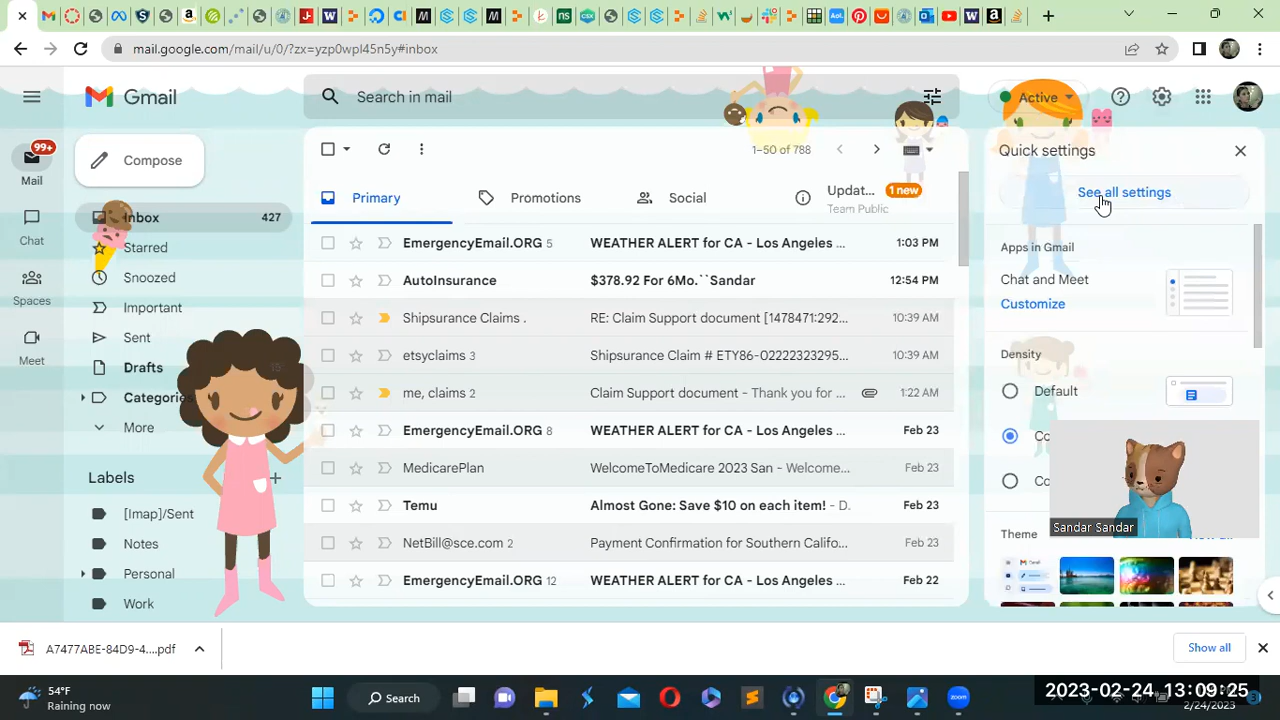 mail.google.com/mail/u/0/?zx=yzp0wpl45n5y#inbox
Gmail
Search in mail
Active
99+
Mail
Chat
Spaces
Meet
Compose
Inbox 427
Starred
Snoozed
Important
Sent
Drafts
Categories
More
Labels
[Imap]/Sent
Notes
Personal
Work
1–50 of 788
Primary
Promotions
Social
Updat... 1 new
Team Public
EmergencyEmail.ORG 5 WEATHER ALERT for CA - Los Angeles ... 1:03 PM
AutoInsurance $378.92 For 6Mo.``Sandar 12:54 PM
Shipsurance Claims . RE: Claim Support document [1478471:292... 10:39 AM
etsyclaims 3 Shipsurance Claim # ETY86-02222323295... 10:39 AM
me, claims 2 Claim Support document - Thank you for ... 1:22 AM
EmergencyEmail.ORG 8 WEATHER ALERT for CA - Los Angeles ... Feb 23
MedicarePlan WelcomeToMedicare 2023 San - Welcome... Feb 23
Temu Almost Gone: Save $10 on each item! - D. Feb 23
NetBill@sce.com 2 Payment Confirmation for Southern Califo... Feb 23
EmergencyEmail.ORG 12 WEATHER ALERT for CA - Los Angeles ... Feb 22
Quick settings
See all settings
Apps in Gmail
Chat and Meet
Customize
Density
Default
Co
Co
Sandar Sandar
Theme
A7477ABE-84D9-4....pdf
Show all
54°F
Raining now
Search
zoom
2023-02-24 13:09:25
2/24/2023